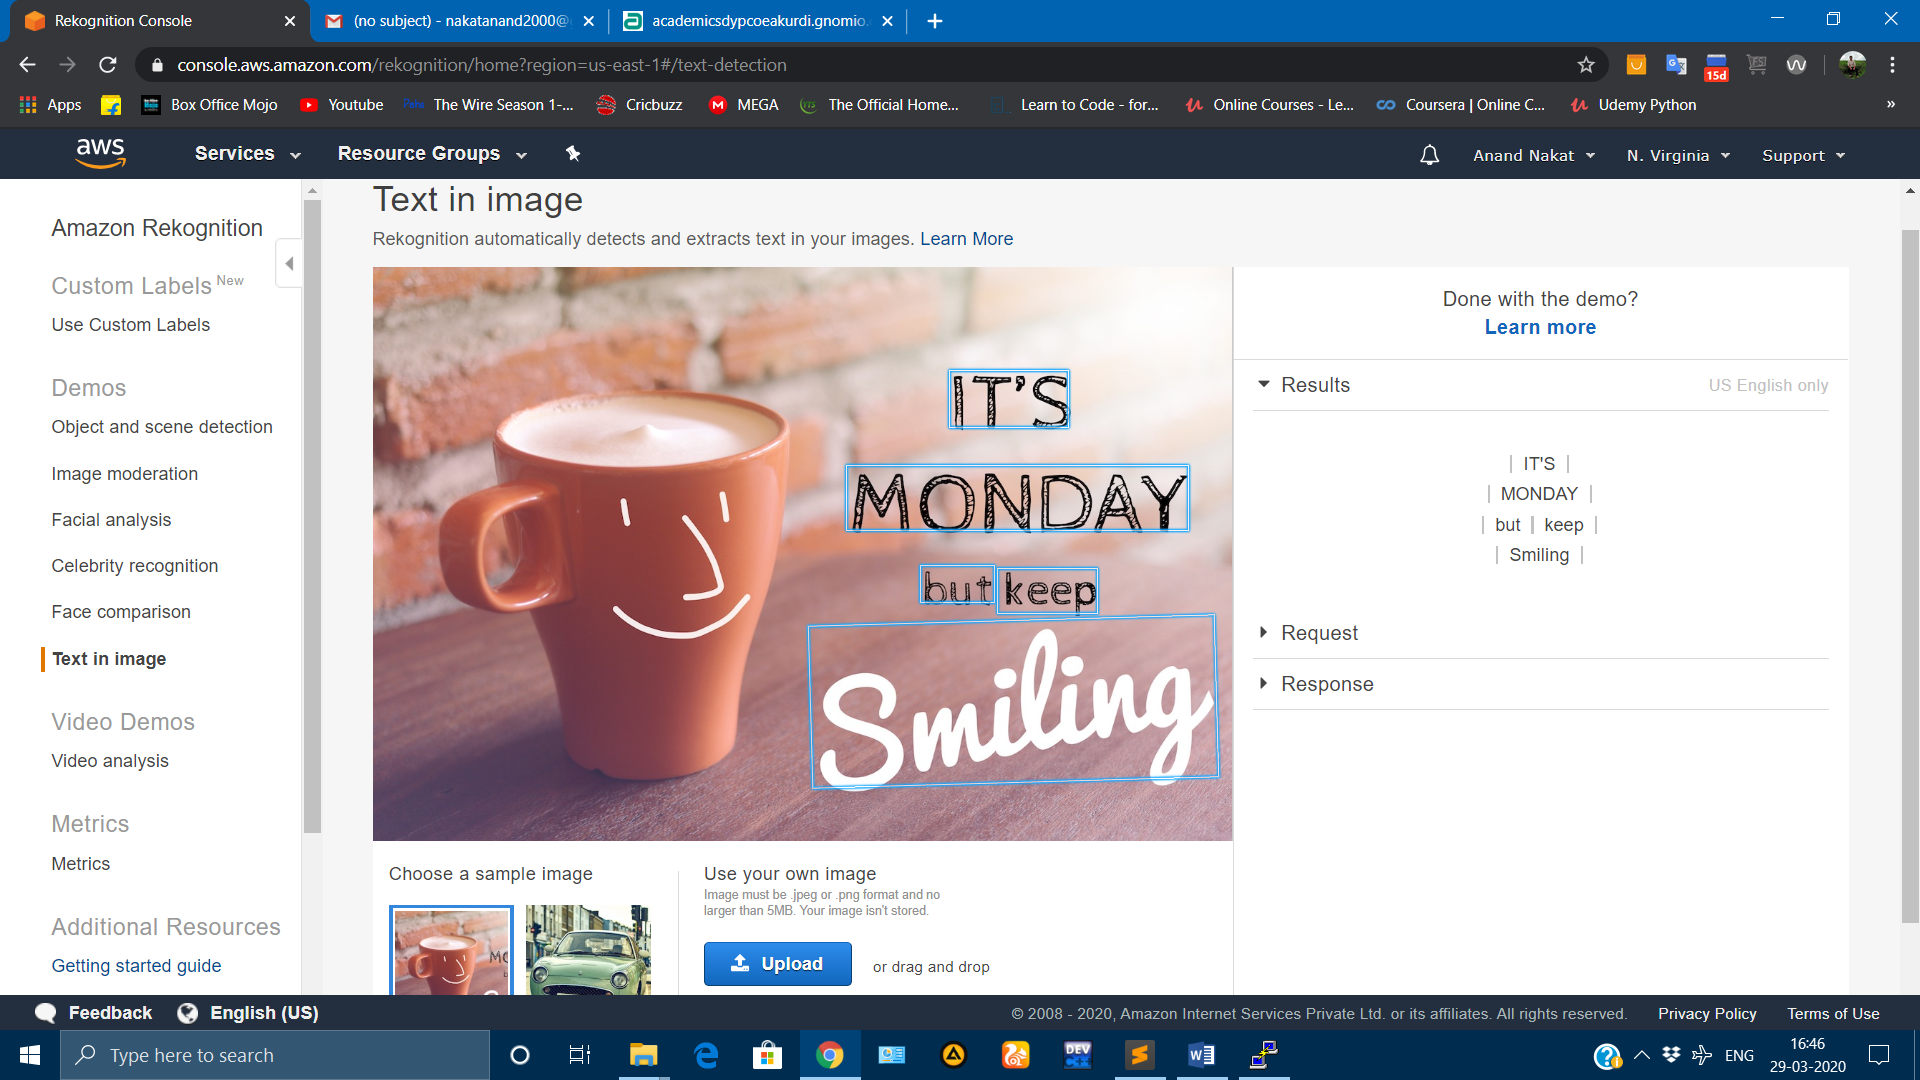 Rekognition Console
(no subject) - nakatanand2000@
academicsdypcoeakurdi.gnomio.
console.aws.amazon.com/rekognition/home?region=us-east-1#/text-detection
15d
Apps
Box Office Mojo
Youtube
The Wire Season 1-...
Cricbuzz
MEGA
The Official Home...
Learn to Code - for...
Online Courses - Le...
Coursera | Online C...
Udemy Python
»
aws
Services
Resource Groups
Anand Nakat
N. Virginia
Support
Amazon Rekognition
Custom Labels New
Use Custom Labels
Demos
Object and scene detection
Image moderation
Facial analysis
Celebrity recognition
Face comparison
Text in image
Video Demos
Video analysis
Metrics
Metrics
Additional Resources
Getting started guide
Text in image
Rekognition automatically detects and extracts text in your images. Learn More
IT'S
MONDAY
but keep
Smiling
Choose a sample image
Use your own image
Image must be .jpeg or .png format and no
larger than 5MB. Your image isn't stored.
Upload
or drag and drop
Done with the demo?
Learn more
Results
US English only
| IT'S |
| MONDAY |
| but | keep |
| Smiling |
Request
Response
Feedback
English (US)
© 2008 - 2020, Amazon Internet Services Private Ltd. or its affiliates. All rights reserved.
Privacy Policy
Terms of Use
Type here to search
DEV
C++
ENG
16:46
29-03-2020